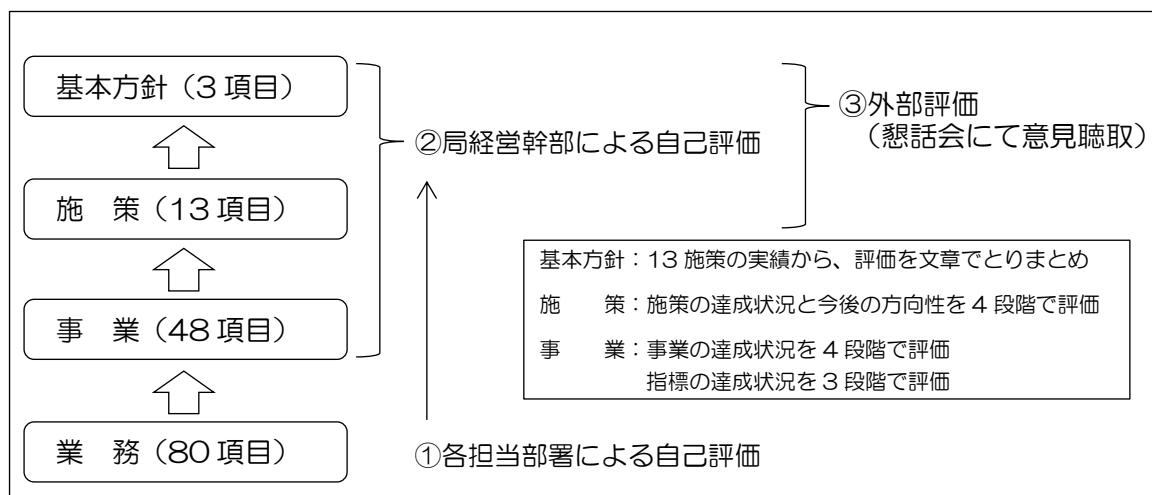 基本方針（3 項目）
施　策（13 項目）
事　業（48 項目）
業　務（80 項目）
②局経営幹部による自己評価
①各担当部署による自己評価
③外部評価
（懇話会にて意見聴取）
基本方針：13 施策の実績から、評価を文章でとりまとめ
施　　策：施策の達成状況と今後の方向性を 4 段階で評価
事　　業：事業の達成状況を 4 段階で評価
指標の達成状況を 3 段階で評価